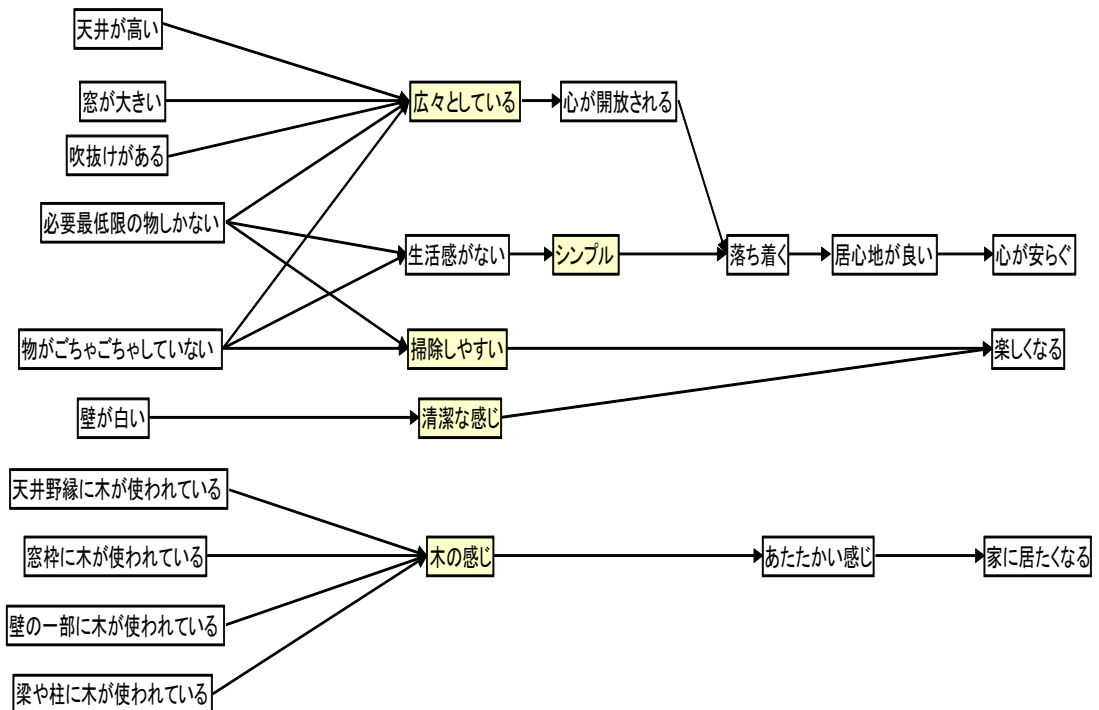 天井が高い
窓が大きい
広々としている
心が開放される
吹抜けがある
必要最低限の物しかない
生活感がない
シンプル
落ち着く
居心地が良い
心が安らぐ
物がごちゃごちゃしていない
掃除しやすい
楽しくなる
壁が白い
清潔な感じ
天井野縁に木が使われている
窓枠に木が使われている
木の感じ
あたたかい感じ
家に居たくなる
壁の一部に木が使われている
梁や柱に木が使われている